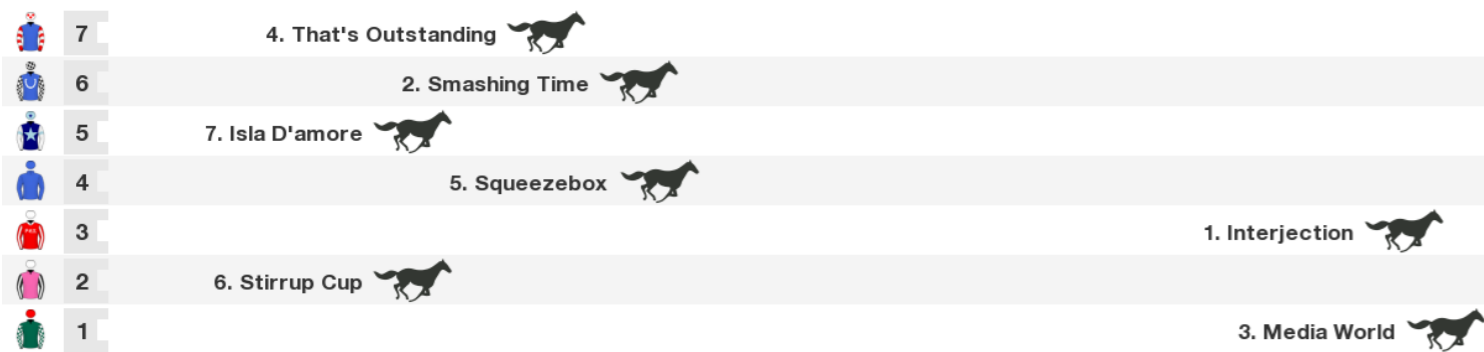 7 4. That's Outstanding
6 2. Smashing Time
5 7. Isla D'amore
4 5. Squeezebox
3 1. Interjection
2 6. Stirrup Cup
1 3. Media World